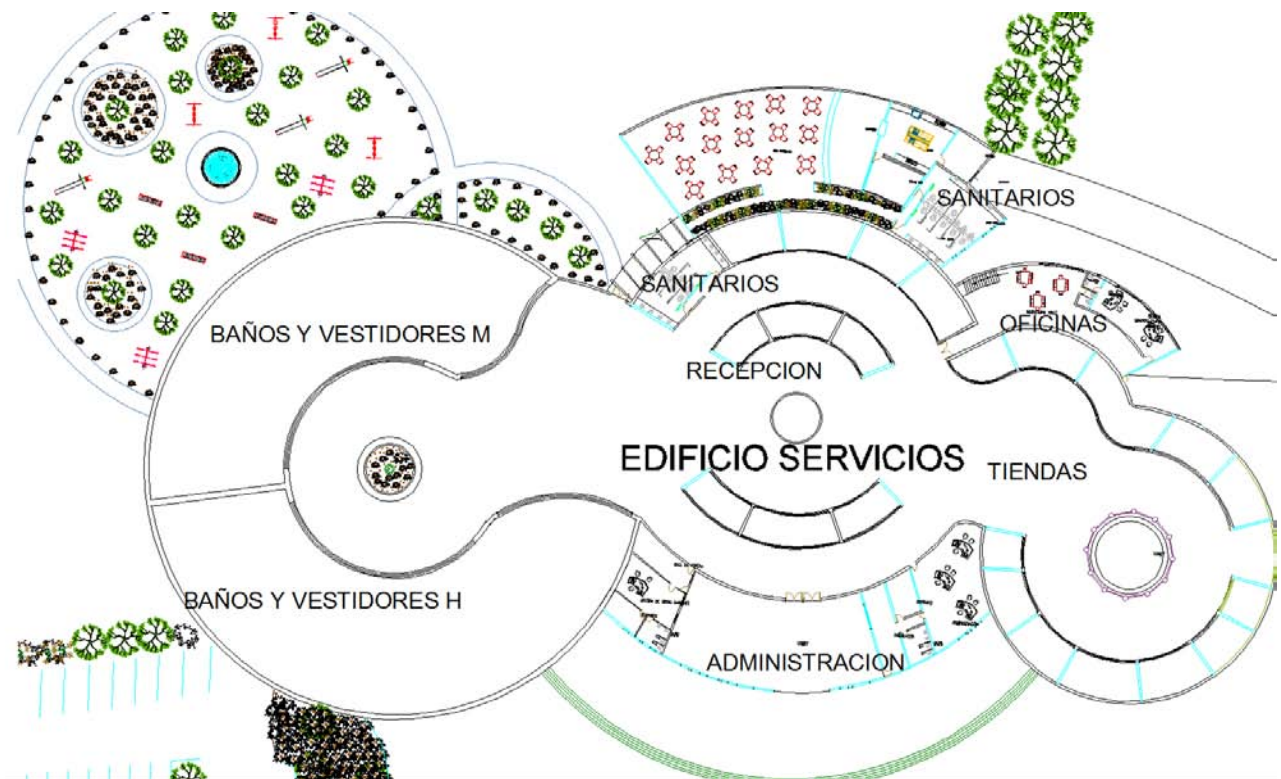 SANITARIOS
SANITARIOS
OFICINAS
BAÑOS Y VESTIDORES M
RECEPCION
EDIFICIO SERVICIOS
TIENDAS
BAÑOS Y VESTIDORES H
ADMINISTRACION